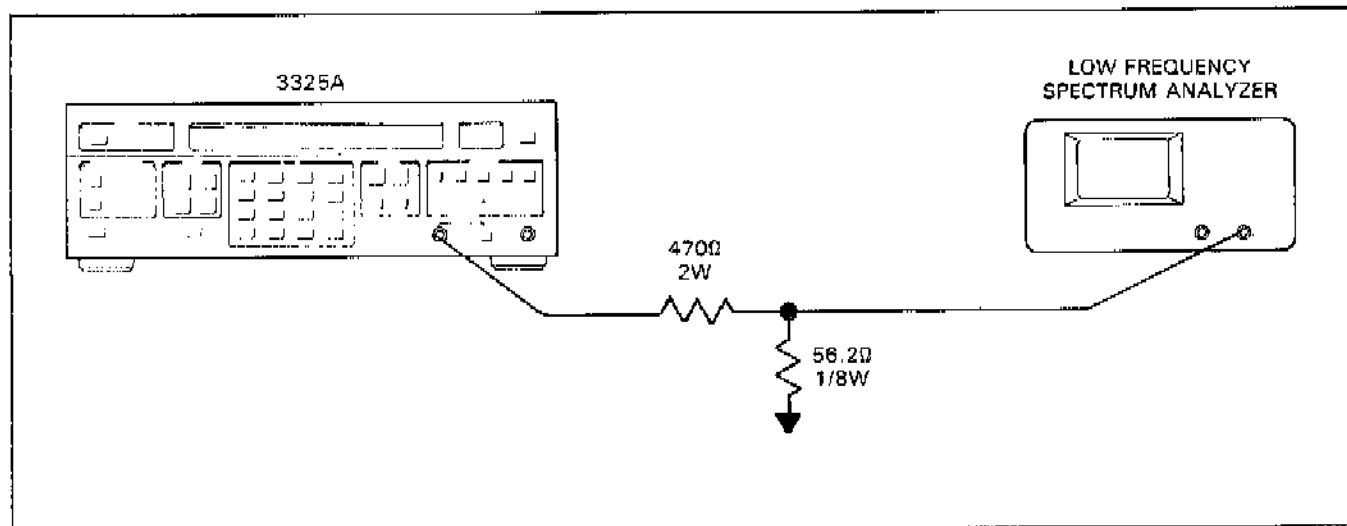 3325A
LOW FREQUENCY
SPECTRUM ANALYZER
470Ω
2W
56.2Ω
1/8W